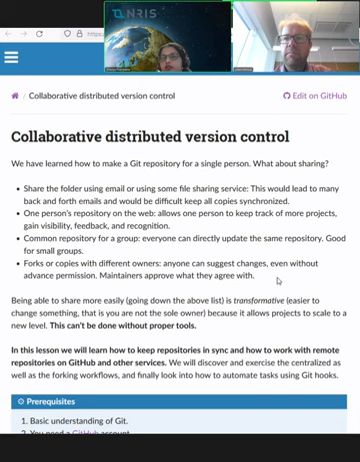 NRIS
https
/ Collaborative distributed version control
Edit on GitHub
Collaborative distributed version control
We have learned how to make a Git repository for a single person. What about sharing?
• Share the folder using email or using some file sharing service: This would lead to many
back and forth emails and would be difficult keep all copies synchronized.
• One person's repository on the web: allows one person to keep track of more projects,
gain visibility, feedback, and recognition.
• Common repository for a group: everyone can directly update the same repository. Good
for small groups.
• Forks or copies with different owners: anyone can suggest changes, even without
advance permission. Maintainers approve what they agree with.
Being able to share more easily (going down the above list) is transformative (easier to
change something, that is you are not the sole owner) because it allows projects to scale to a
new level. This can't be done without proper tools.
In this lesson we will learn how to keep repositories in sync and how to work with remote
repositories on GitHub and other services. We will discover and exercise the centralized as
well as the forking workflows, and finally look into how to automate tasks using Git hooks.
Prerequisites
1. Basic understanding of Git.
2. You need a GitHub account